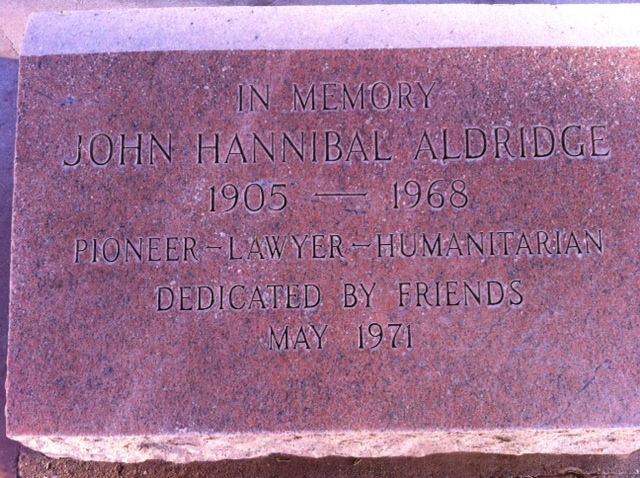 IN MEMORY
JOHN HANNIBAL ALDRIDGE
1905 — 1968
PIONEER–LAWYER–HUMANITARIAN
DEDICATED BY FRIENDS
MAY 1971